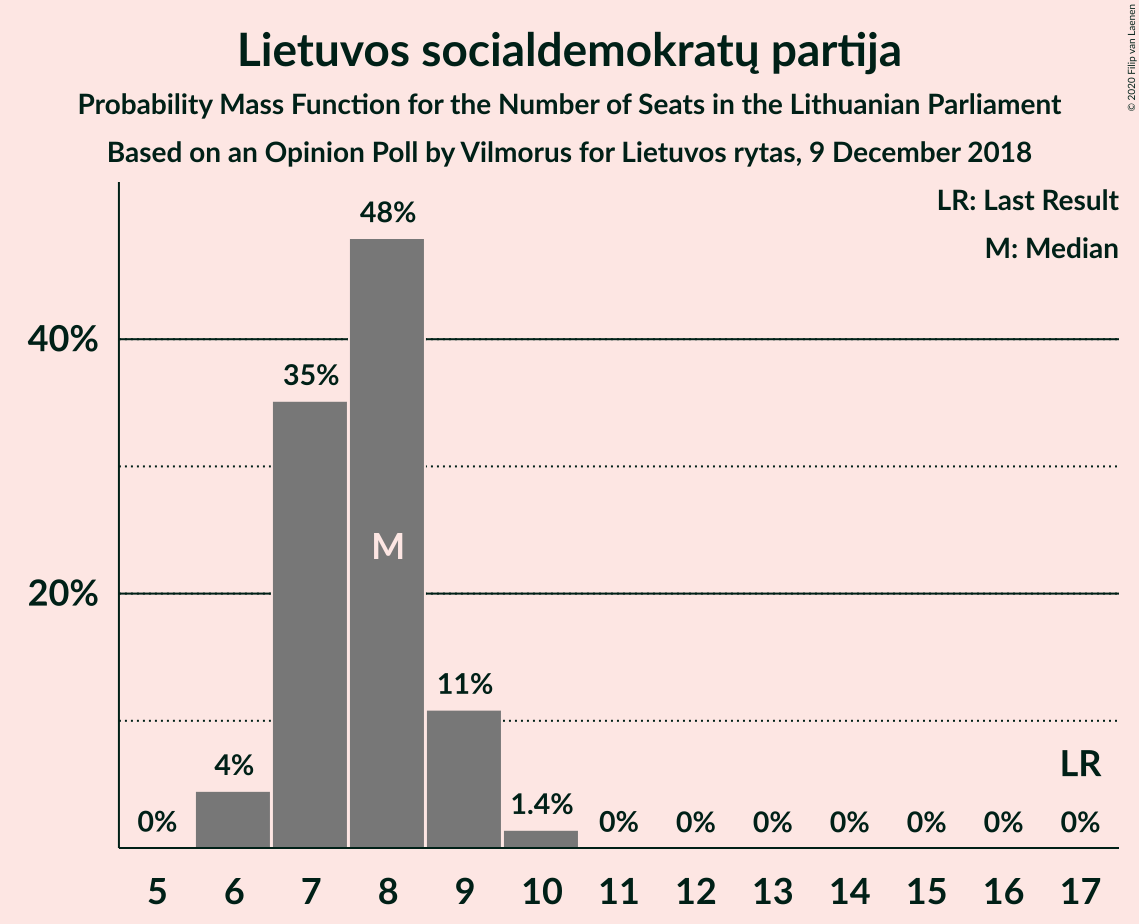 Lietuvos socialdemokratų partija
Probability Mass Function for the Number of Seats in the Lithuanian Parliament
Based on an Opinion Poll by Vilmorus for Lietuvos rytas, 9 December 2018
© 2020 Filip van Laenen
LR: Last Result
M: Median
48%
40%
35%
M
20%
11%
4%
LR
1.4%
0% 0% 0% 0% 0% 0% 0% 0%
5 6 7 8 9 10 11 12 13 14 15 16 17